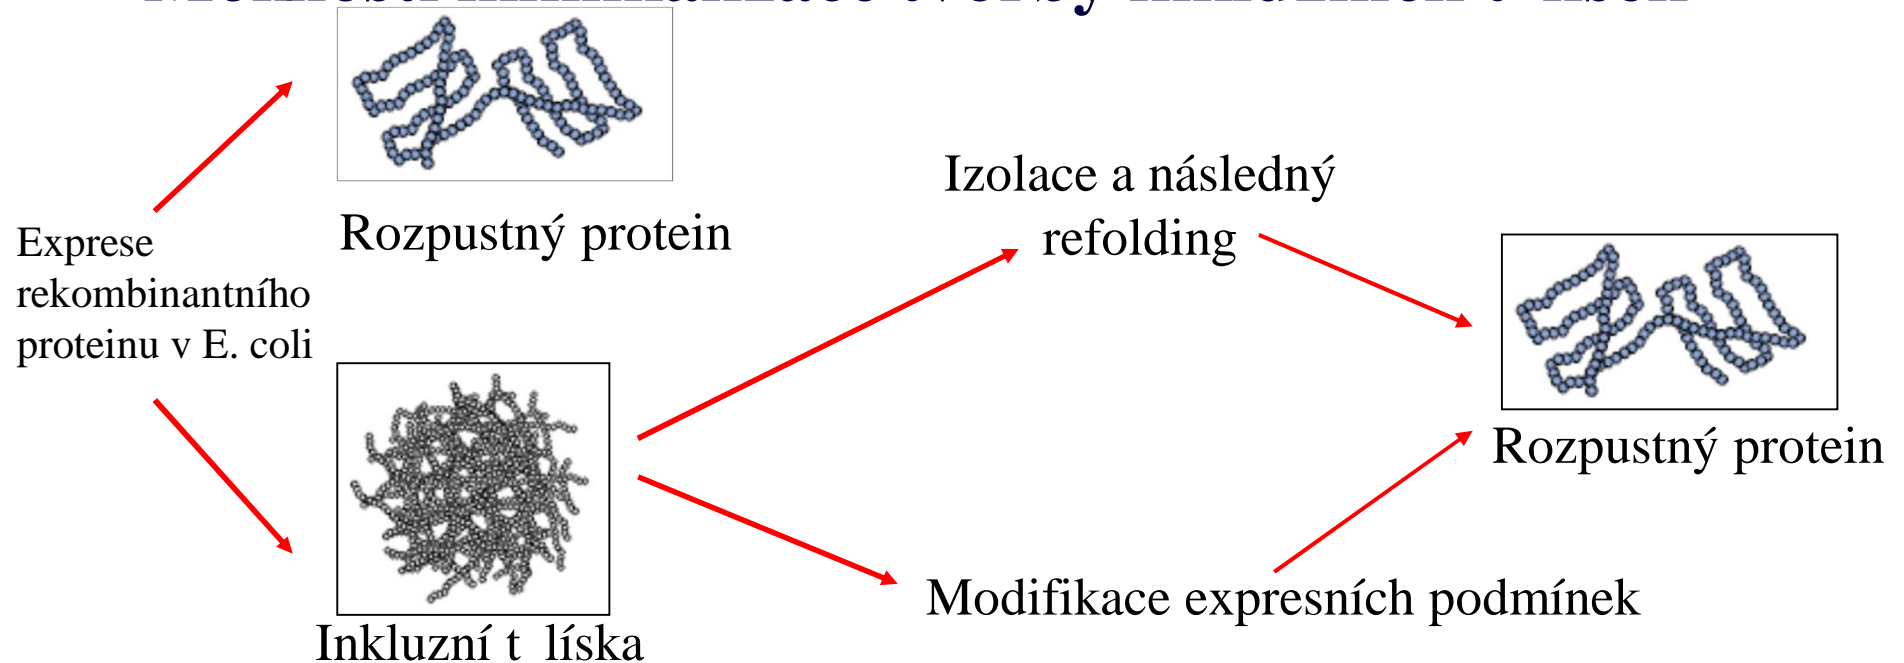 Izolace a následný
refolding
Rozpustný protein
Exprese
rekombinantního
proteinu v E. coli
Rozpustný protein
Modifikace expresních podmínek
Inkluzní t líska